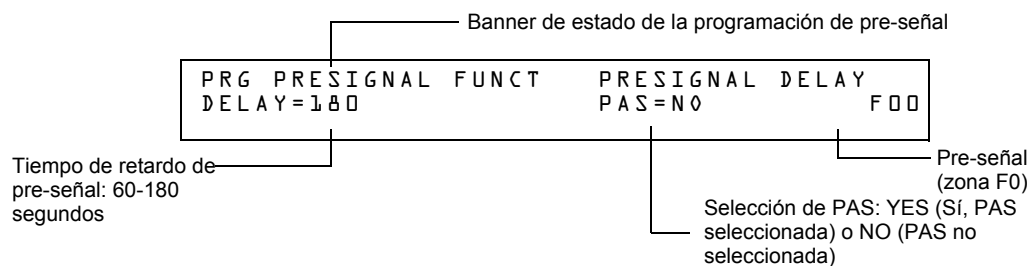 Banner de estado de la programación de pre-señal
PRG PRESIGNAL FUNCT PRESIGNAL DELAY
DELAY=180 PAS=NO F00
Tiempo de retardo de
pre-señal: 60-180
segundos
Pre-señal
(zona F0)
Selección de PAS: YES (Sí, PAS
seleccionada) o NO (PAS no
seleccionada)